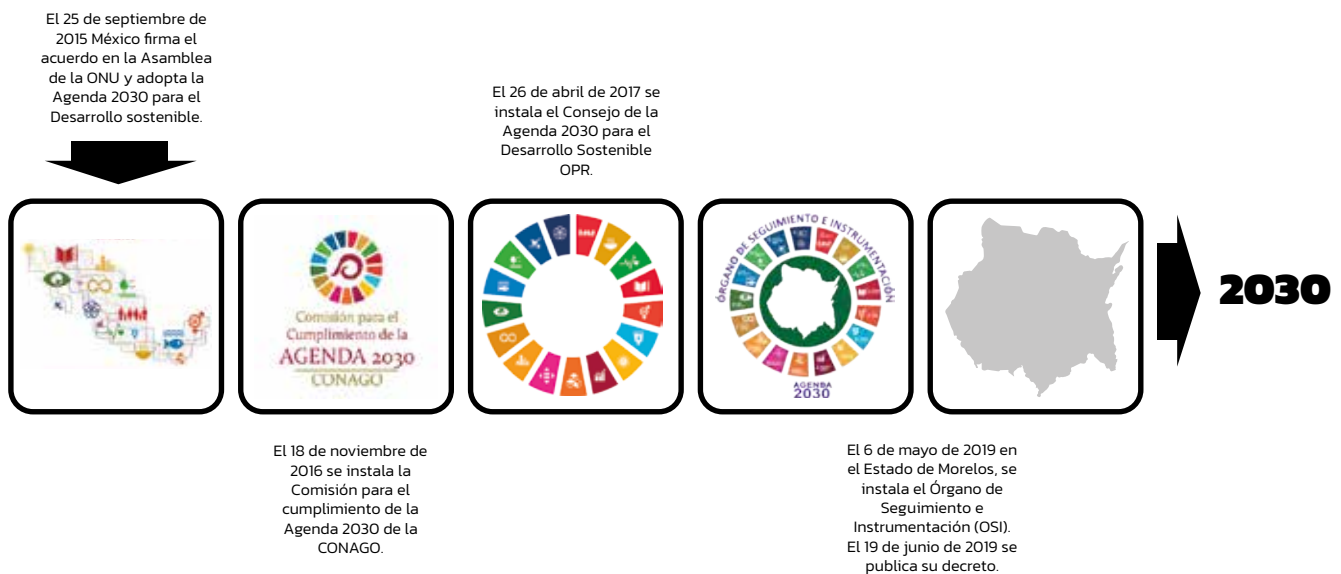 El 25 de septiembre de
2015 México firma el
acuerdo en la Asamblea
de la ONU y adopta la
Agenda 2030 para el
Desarrollo sostenible.
El 26 de abril de 2017 se
instala el Consejo de la
Agenda 2030 para el
Desarrollo Sostenible
OPR.
Comisión para el
Cumplimiento de la
AGENDA 2030
CONAGO
ÓRGANO DE SEGUIMIENTO E INSTRUMENTACIÓN
AGENDA
2030
2030
El 18 de noviembre de
2016 se instala la
Comisión para el
cumplimiento de la
Agenda 2030 de la
CONAGO.
El 6 de mayo de 2019 en
el Estado de Morelos, se
instala el Órgano de
Seguimiento e
Instrumentación (OSI).
El 19 de junio de 2019 se
publica su decreto.